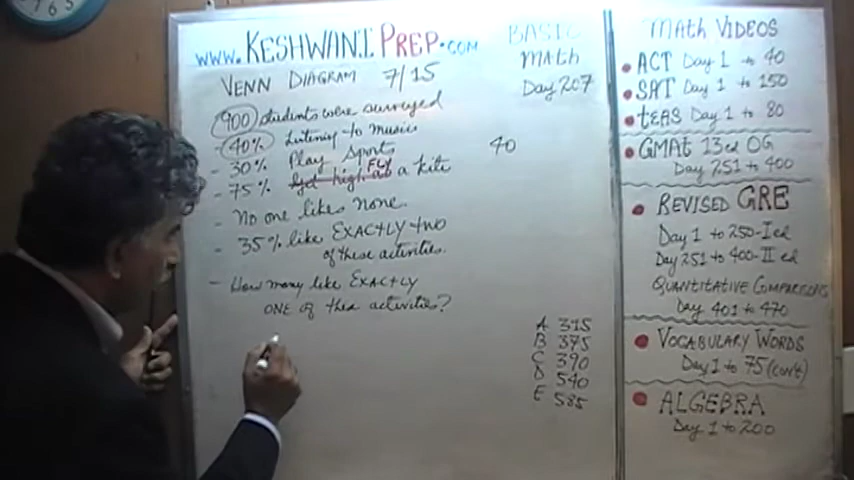 www.KESHWANI PREP.com
VENN DIAGRAM 7/15
900 students were surveyed
- 40% Listening to music
- 30% Play Sports
- 75% FLY a kite
- No one likes None.
- 35% like EXACTLY two
of these activities.
- How many like EXACTLY
ONE of these activities?
BASIC
Math
Day 207
40
A 315
B 375
C 390
D 540
E 585
Math VIDEOS
ACT Day 1 to 40
SAT Day 1 to 150
tEAS Day 1 to 80
GMAt 13ed OG
Day 251 to 400
REVISED GRE
Day 1 to 250-I ed
Day 251 to 400-II ed
QUANTITATIVE COMPARISONS
Day 401 to 470
VOCABULARY WORDS
Day 1 to 75 (con't)
ALGEBRA
Day 1 to 200